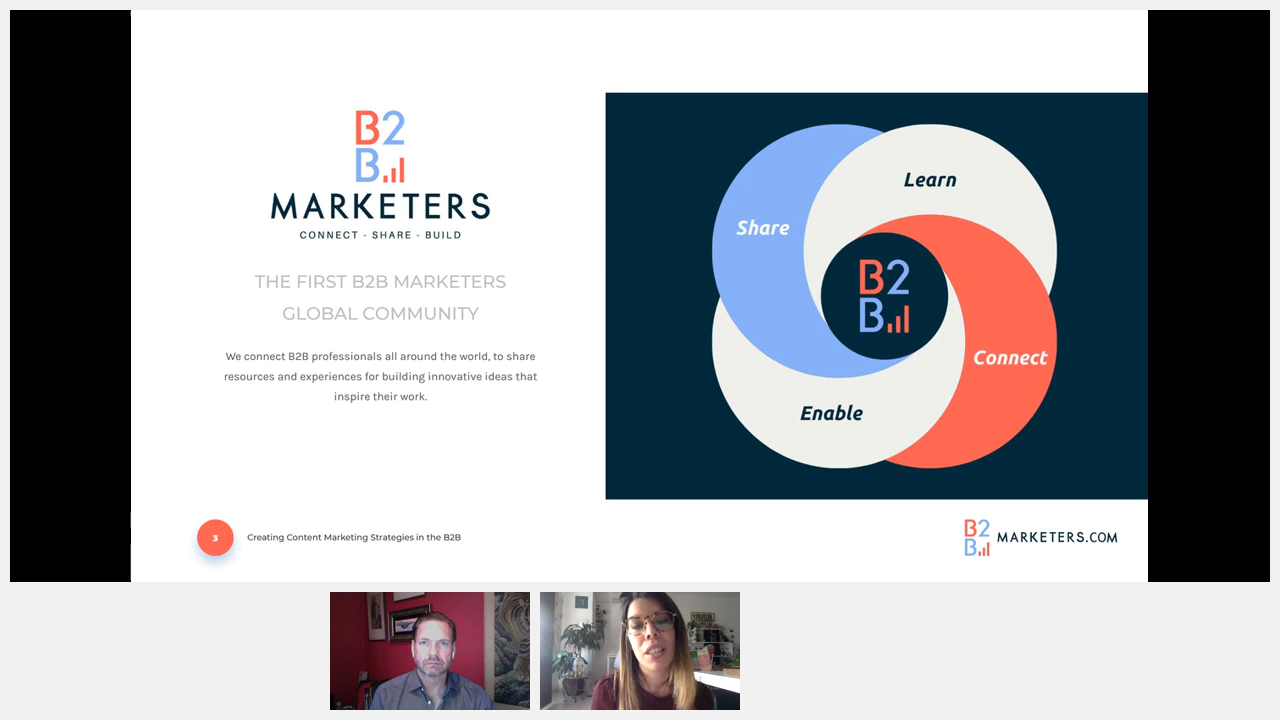 B2
B
MARKETERS
CONNECT - SHARE - BUILD
THE FIRST B2B MARKETERS
GLOBAL COMMUNITY
We connect B2B professionals all around the world, to share
resources and experiences for building innovative ideas that
inspire their work.
Learn
Share
B2
B
Connect
Enable
3
Creating Content Marketing Strategies in the B2B
B2
B
MARKETERS.COM